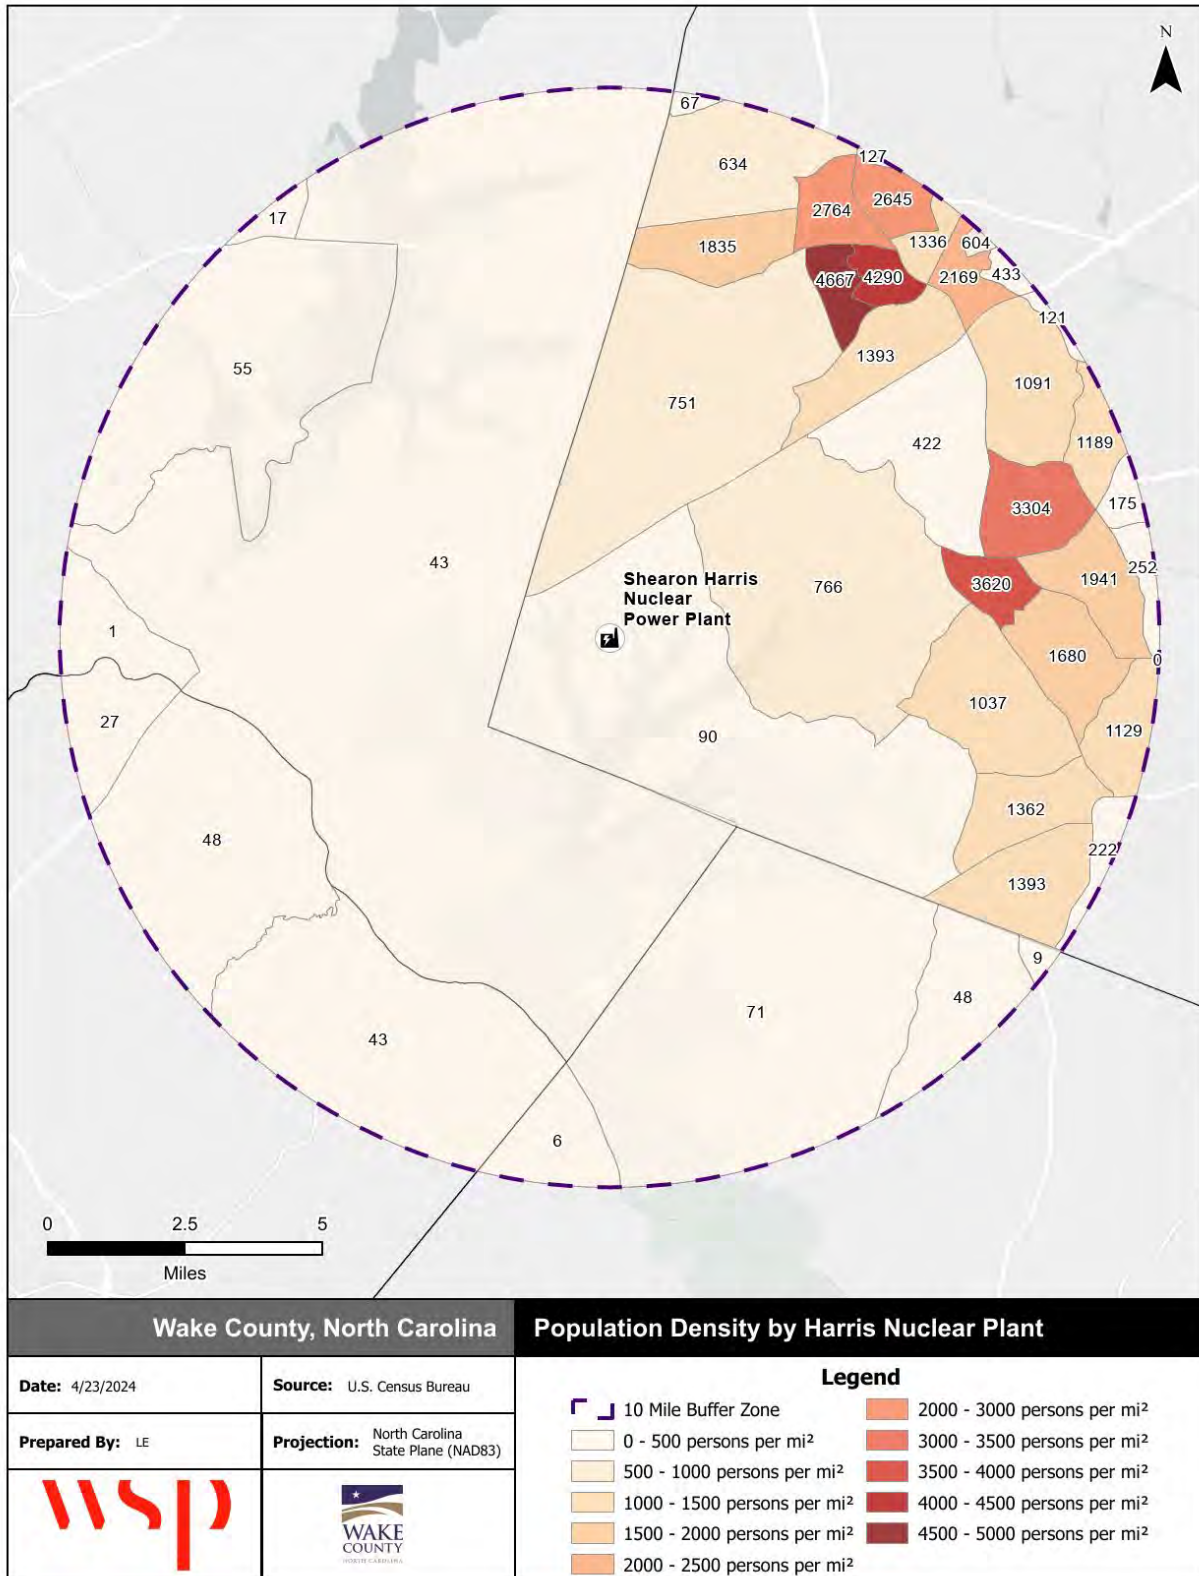 N
67
634
127
2764
2645
17
1835
1336
604
4667
4290
2169
433
121
1393
55
751
1091
422
1189
3304
175
43
Shearon Harris
Nuclear
Power Plant
766
3620
1941
252
1
1680
0
27
1037
90
1129
48
1362
222
1393
9
43
71
48
6
0 2.5 5
Miles
Wake County, North Carolina
Population Density by Harris Nuclear Plant
Date: 4/23/2024
Source: U.S. Census Bureau
Prepared By: LE
Projection: North Carolina
State Plane (NAD83)
wsp
WAKE
COUNTY
NORTH CAROLINA
Legend
10 Mile Buffer Zone
0 - 500 persons per mi²
500 - 1000 persons per mi²
1000 - 1500 persons per mi²
1500 - 2000 persons per mi²
2000 - 2500 persons per mi²
2000 - 3000 persons per mi²
3000 - 3500 persons per mi²
3500 - 4000 persons per mi²
4000 - 4500 persons per mi²
4500 - 5000 persons per mi²